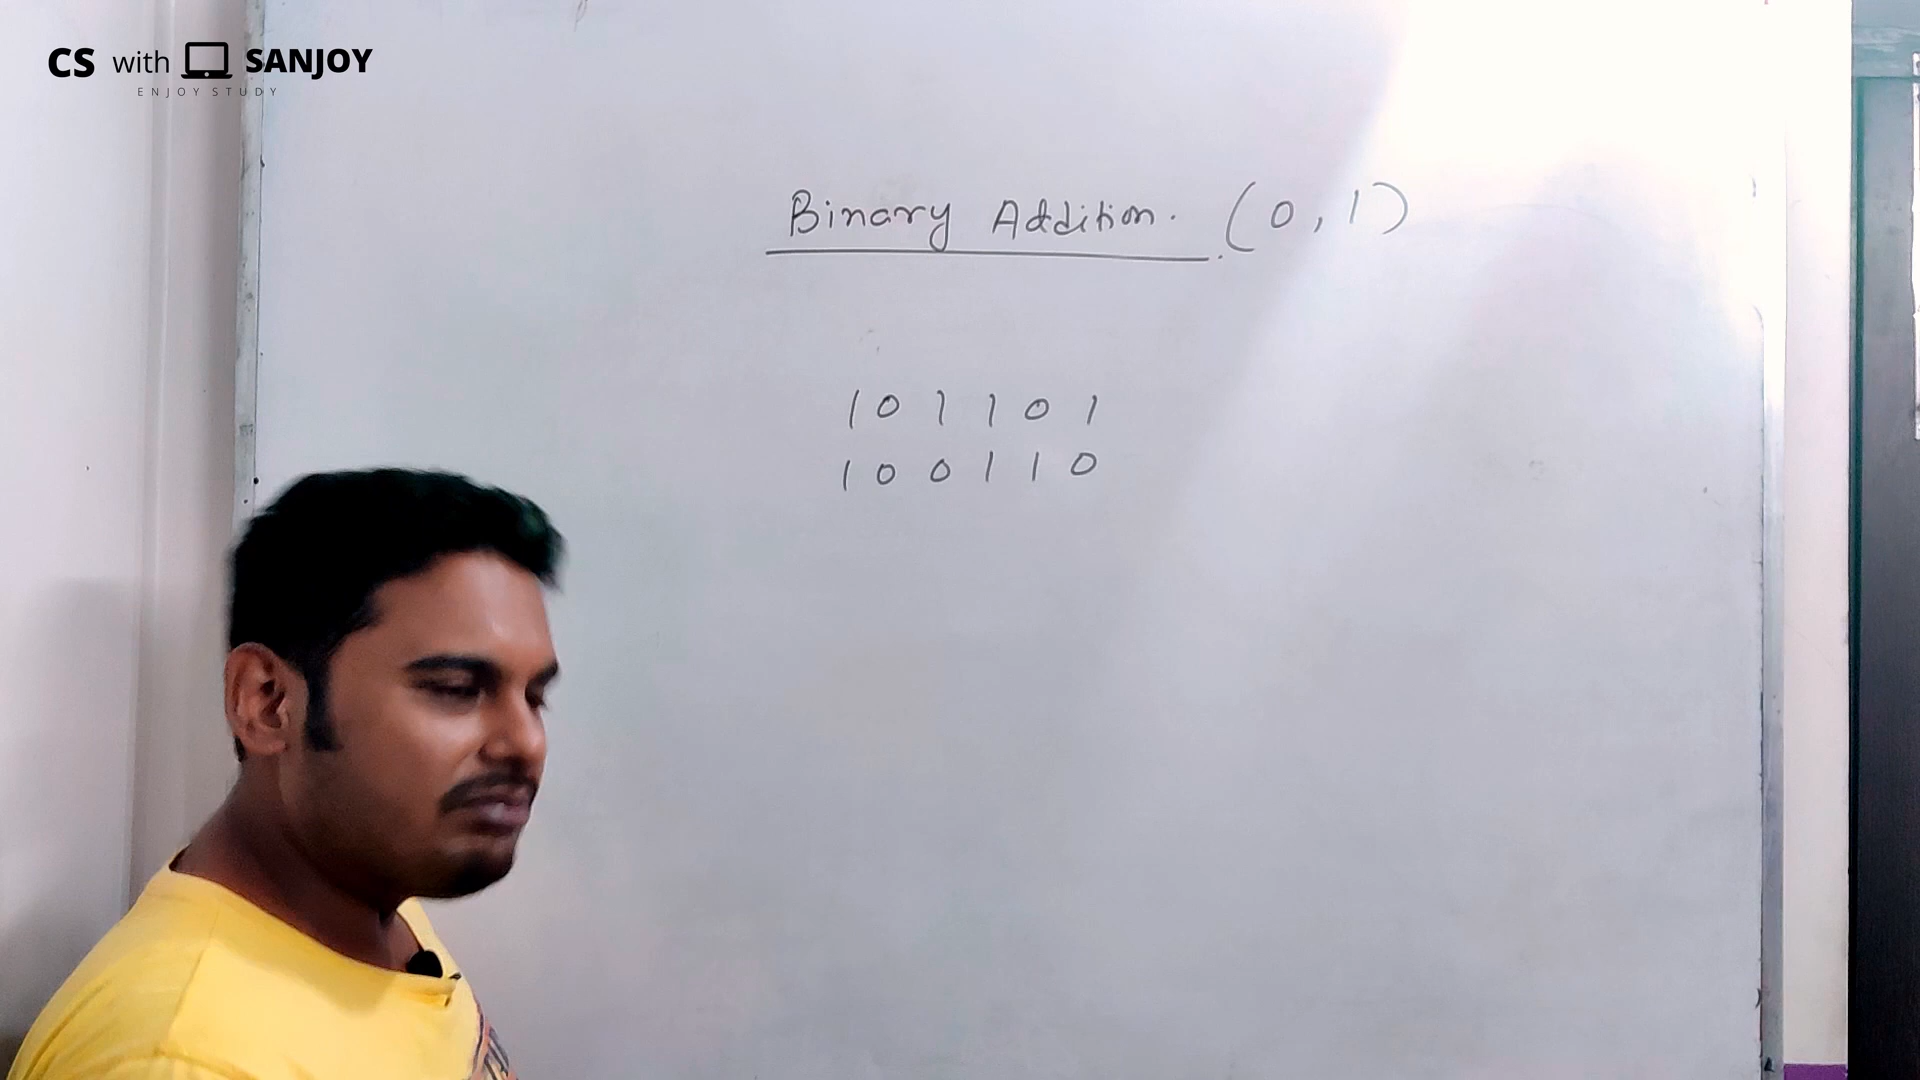 CS with SANJOY
ENJOY STUDY
Binary Addition. (0, 1)
1 0 1 1 0 1
1 0 0 1 1 0